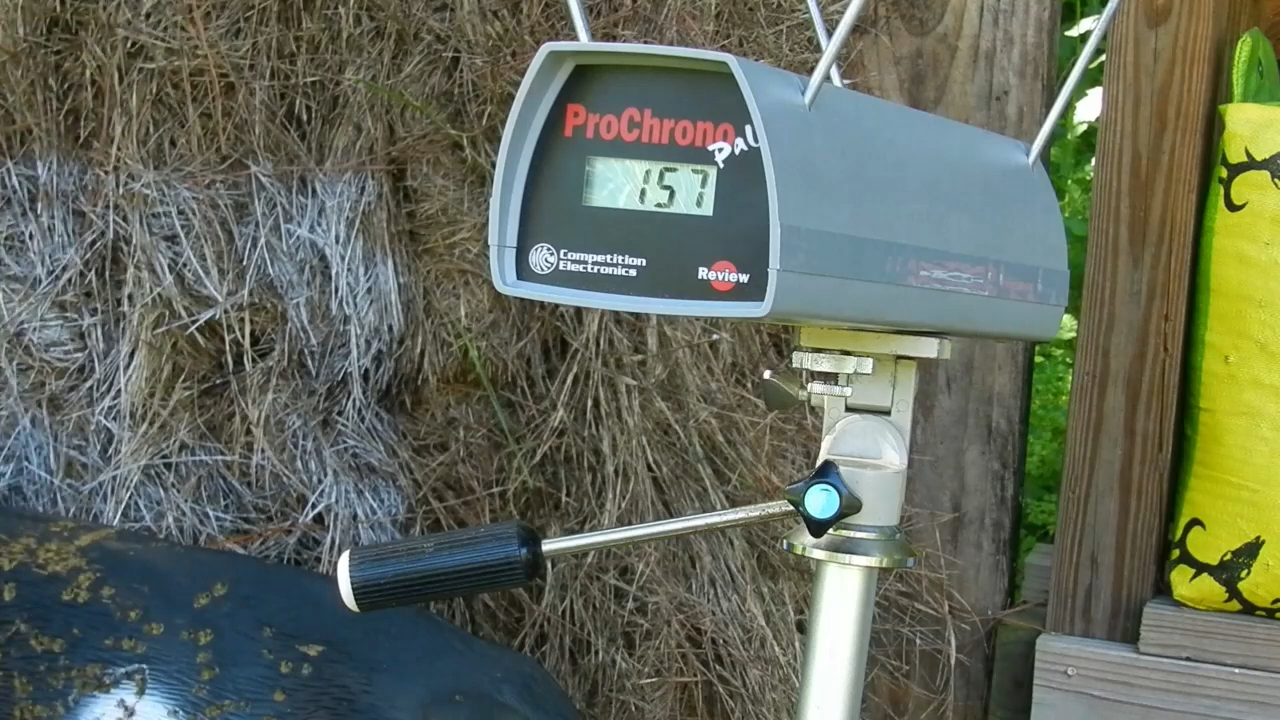 ProChrono
Pal
157
Competition
Electronics
Review